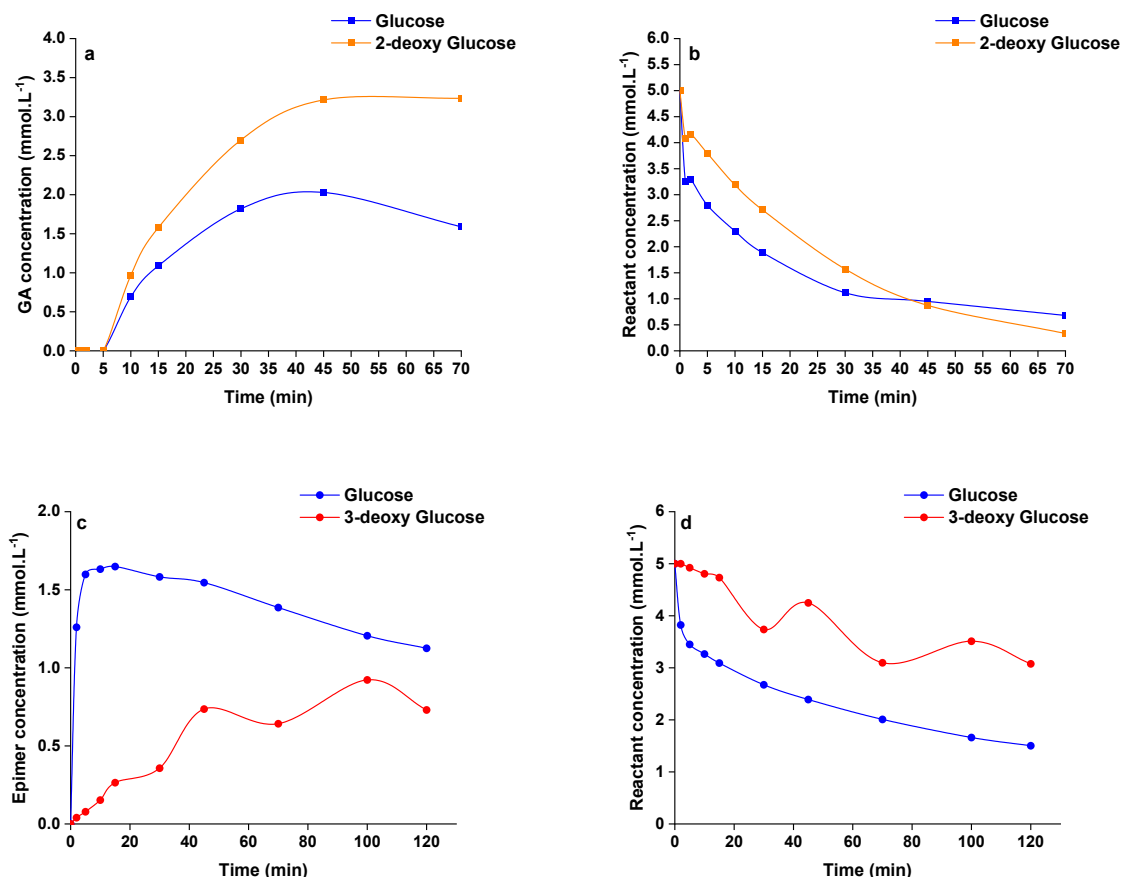 Glucose
2-deoxy Glucose
a
GA concentration (mmol.L-1)
4.0
3.5
3.0
2.5
2.0
1.5
1.0
0.5
0.0
0 5 10 15 20 25 30 35 40 45 50 55 60 65 70
Time (min)
Glucose
2-deoxy Glucose
b
Reactant concentration (mmol.L-1)
6.0
5.5
5.0
4.5
4.0
3.5
3.0
2.5
2.0
1.5
1.0
0.5
0.0
0 5 10 15 20 25 30 35 40 45 50 55 60 65 70
Time (min)
Glucose
3-deoxy Glucose
c
Epimer concentration (mmol.L-1)
2.0
1.5
1.0
0.5
0.0
0 20 40 60 80 100 120
Time (min)
Glucose
3-deoxy Glucose
d
Reactant concentration (mmol.L-1)
6
5
4
3
2
1
0
0 20 40 60 80 100 120
Time (min)